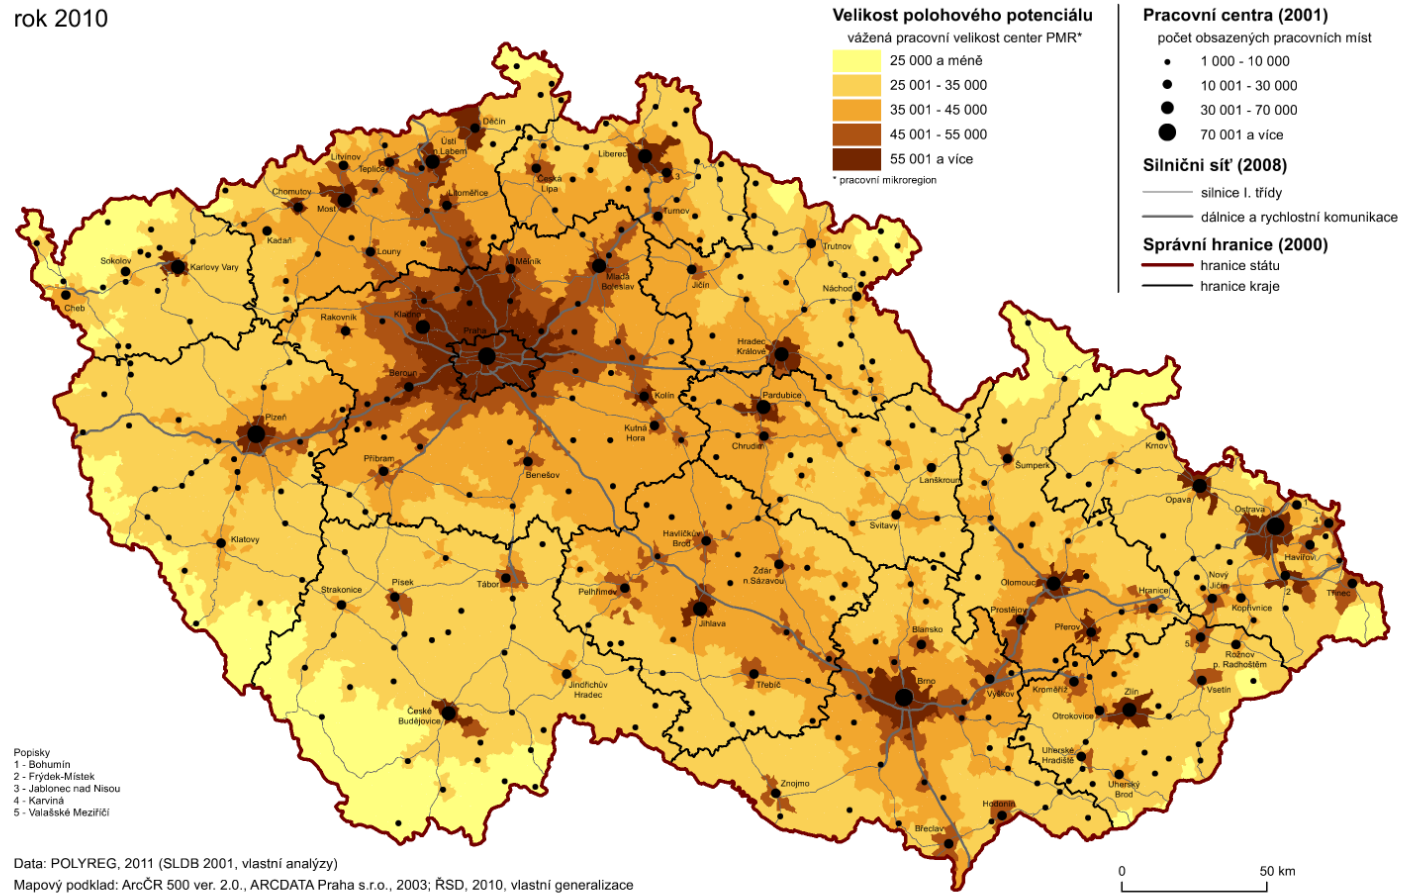 rok 2010
Velikost polohového potenciálu
vážená pracovní velikost center PMR*
25 000 a méně
25 001 - 35 000
35 001 - 45 000
45 001 - 55 000
55 001 a více
* pracovní mikroregion
Pracovní centra (2001)
počet obsazených pracovních míst
1 000 - 10 000
10 001 - 30 000
30 001 - 70 000
70 001 a více
Silniční síť (2008)
silnice I. třídy
dálnice a rychlostní komunikace
Správní hranice (2000)
hranice státu
hranice kraje
Děčín
Ústí
n.Labem
Litvínov
Teplice
Liberec
3
Česká
Lípa
Chomutov
Most
Litoměřice
Turnov
Kadaň
Louny
Trutnov
Sokolov
Karlovy Vary
Mělník
Mladá
Boleslav
Jičín
Náchod
Cheb
Rakovník
Kladno
Praha
Hradec
Králové
Beroun
Kolín
Pardubice
Plzeň
Kutná
Hora
Chrudim
Krnov
Příbram
Benešov
Lanškroun
Šumperk
Opava
Ostrava
1
4
Klatovy
Svitavy
Havlíčkův
Brod
Havířov
Žďár
n.Sázavou
Strakonice
Písek
Tábor
Pelhřimov
Olomouc
Hranice
Nový
Jičín
Kopřivnice
2
Třinec
Jihlava
Prostějov
Přerov
Blansko
5
Rožnov
p. Radhoštěm
Jindřichův
Hradec
Třebíč
Brno
Vyškov
Kroměříž
Zlín
Vsetín
České
Budějovice
Otrokovice
Uherské
Hradiště
Uherský
Brod
Znojmo
Hodonín
Břeclav
Popisky
1 - Bohumín
2 - Frýdek-Místek
3 - Jablonec nad Nisou
4 - Karviná
5 - Valašské Meziříčí
Data: POLYREG, 2011 (SLDB 2001, vlastní analýzy)
Mapový podklad: ArcČR 500 ver. 2.0., ARCDATA Praha s.r.o., 2003; ŘSD, 2010, vlastní generalizace
0 50 km